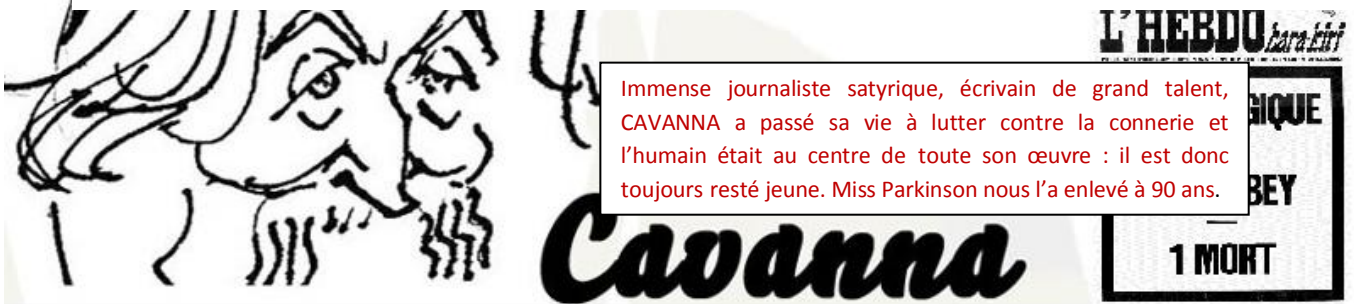 L'HEBDO hara-kiri
Immense journaliste satyrique, écrivain de grand talent,
CAVANNA a passé sa vie à lutter contre la connerie et
l'humain était au centre de toute son œuvre : il est donc
toujours resté jeune. Miss Parkinson nous l'a enlevé à 90 ans.
GIQUE
BEY
1 MORT
Cavanna